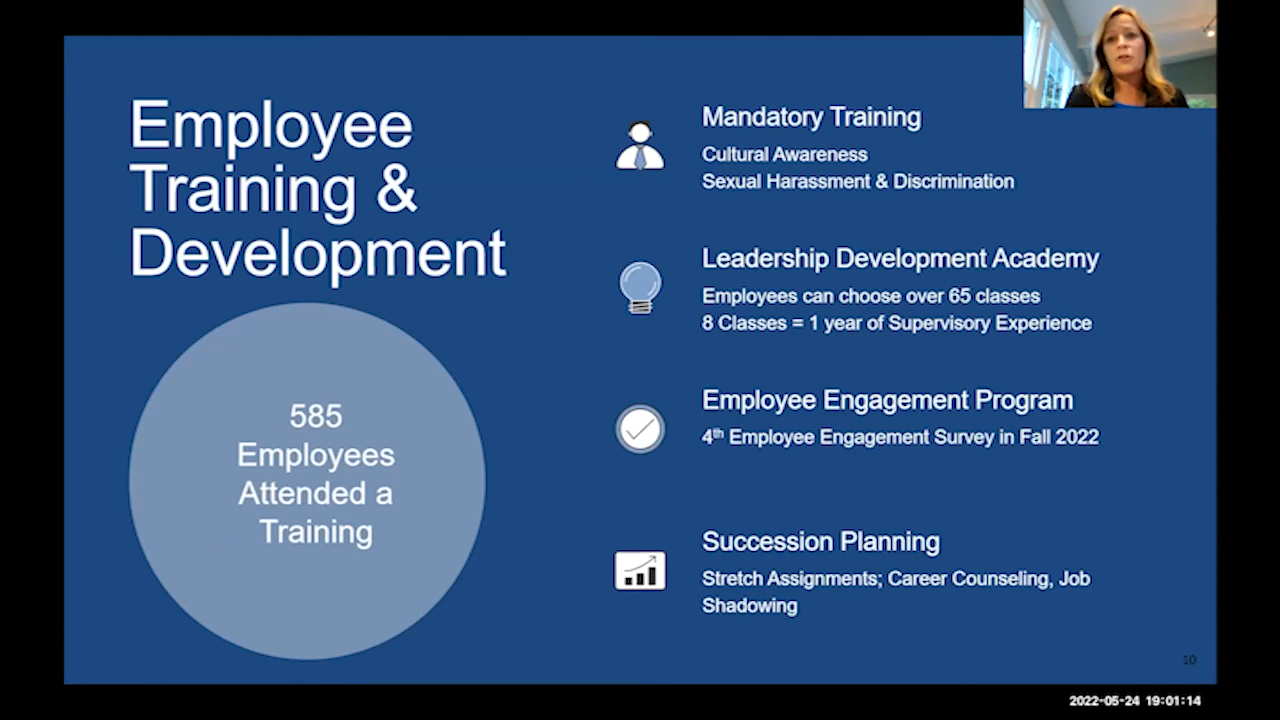 Employee
Training &
Development
585
Employees
Attended a
Training
Mandatory Training
Cultural Awareness
Sexual Harassment & Discrimination
Leadership Development Academy
Employees can choose over 65 classes
8 Classes = 1 year of Supervisory Experience
Employee Engagement Program
4th Employee Engagement Survey in Fall 2022
Succession Planning
Stretch Assignments; Career Counseling, Job
Shadowing
10
2022-05-24 19:01:14